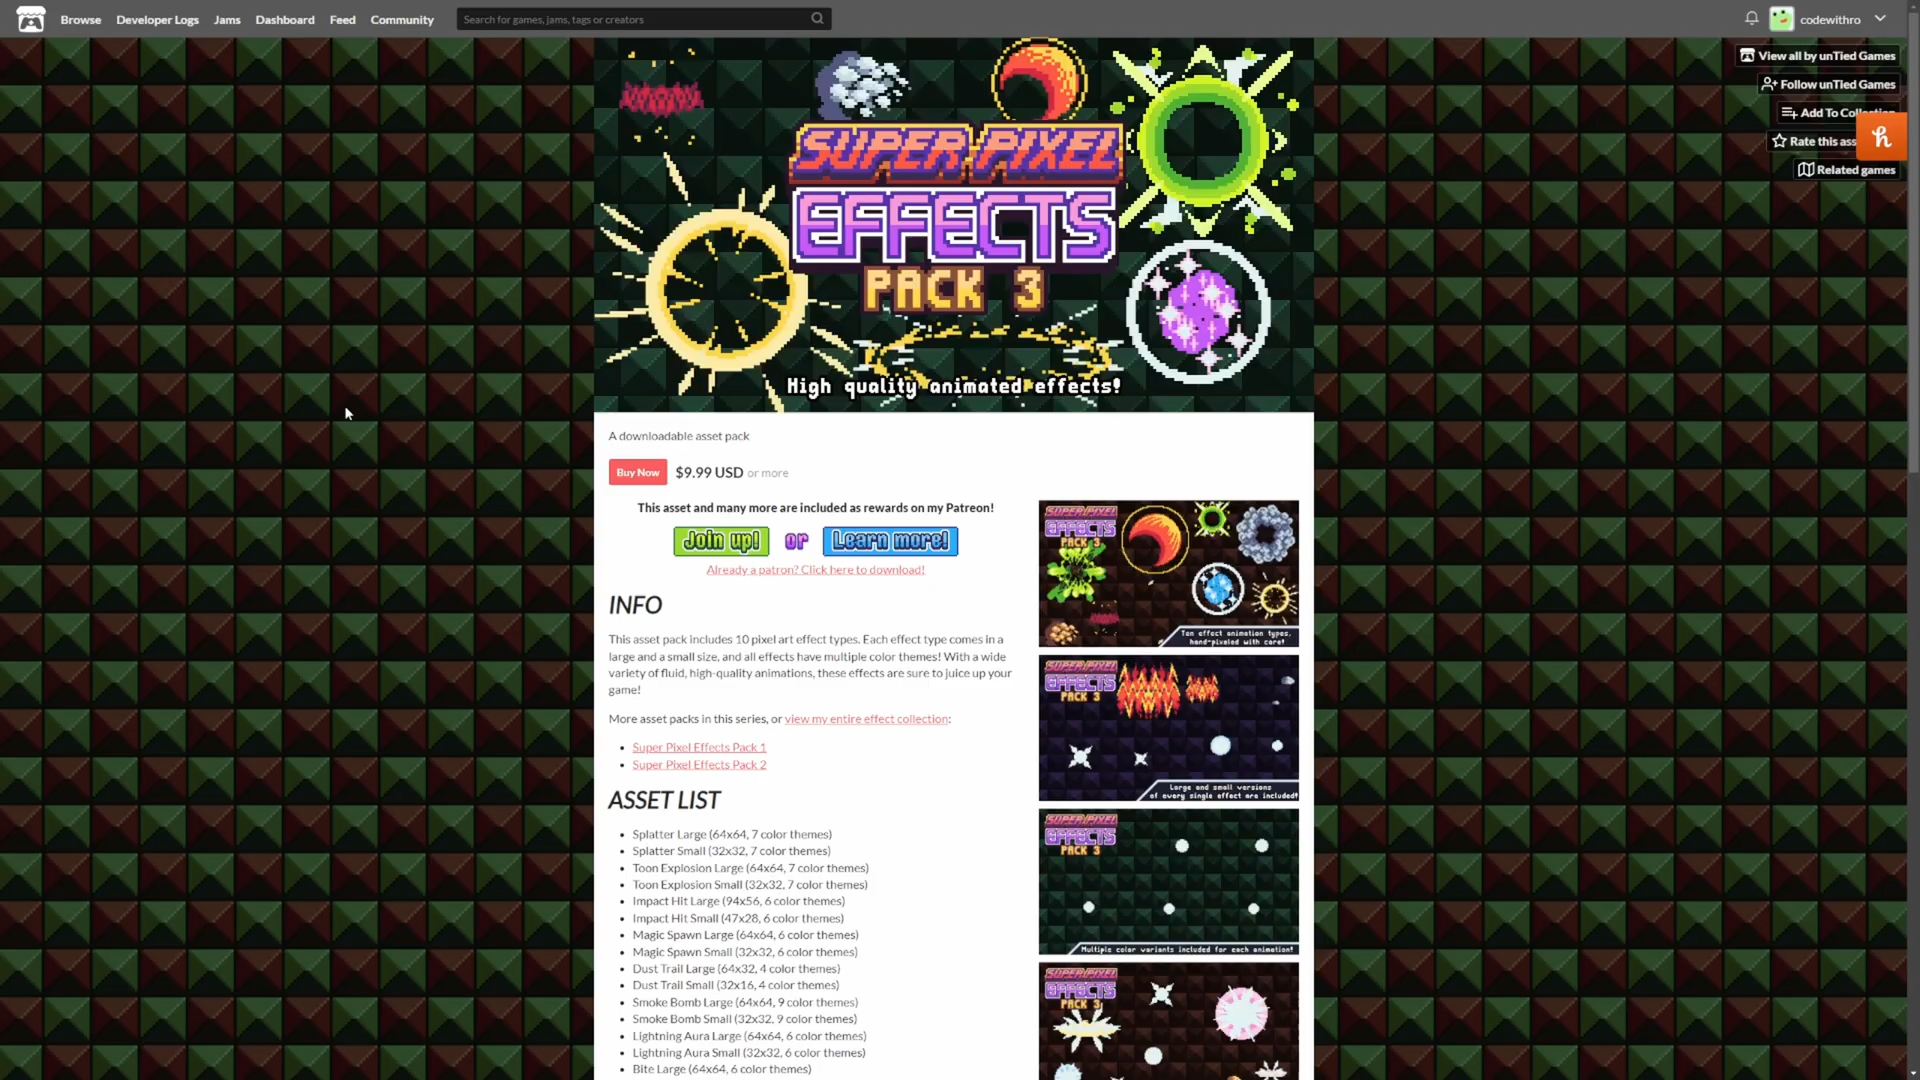 Browse
Developer Logs
Jams
Dashboard
Feed
Community
Search for games, jams, tags or creators
codewithro
View all by unTied Games
Follow unTied Games
Add To Collection
Rate this ass
Related games
SUPER PIXEL
EFFECTS
PACK 3
High quality animated effects!
A downloadable asset pack
Buy Now $9.99 USD or more
This asset and many more are included as rewards on my Patreon!
Join up! or Learn more!
Already a patron? Click here to download!
INFO
This asset pack includes 10 pixel art effect types. Each effect type comes in a
large and a small size, and all effects have multiple color themes! With a wide
variety of fluid, high-quality animations, these effects are sure to juice up your
game!
More asset packs in this series, or view my entire effect collection:
Super Pixel Effects Pack 1
Super Pixel Effects Pack 2
ASSET LIST
Splatter Large (64x64, 7 color themes)
Splatter Small (32x32, 7 color themes)
Toon Explosion Large (64x64, 7 color themes)
Toon Explosion Small (32x32, 7 color themes)
Impact Hit Large (94x56, 6 color themes)
Impact Hit Small (47x28, 6 color themes)
Magic Spawn Large (64x64, 6 color themes)
Magic Spawn Small (32x32, 6 color themes)
Dust Trail Large (64x32, 4 color themes)
Dust Trail Small (32x16, 4 color themes)
Smoke Bomb Large (64x64, 9 color themes)
Smoke Bomb Small (32x32, 9 color themes)
Lightning Aura Large (64x64, 6 color themes)
Lightning Aura Small (32x32, 6 color themes)
Bite Large (64x64, 6 color themes)
SUPER PIXEL
EFFECTS
PACK 3
Ten effect animation types,
hand-pixeled with care!
SUPER PIXEL
EFFECTS
PACK 3
Large and small versions
of every single effect are included!
SUPER PIXEL
EFFECTS
PACK 3
Multiple color variants included for each animation!
SUPER PIXEL
EFFECTS
PACK 3